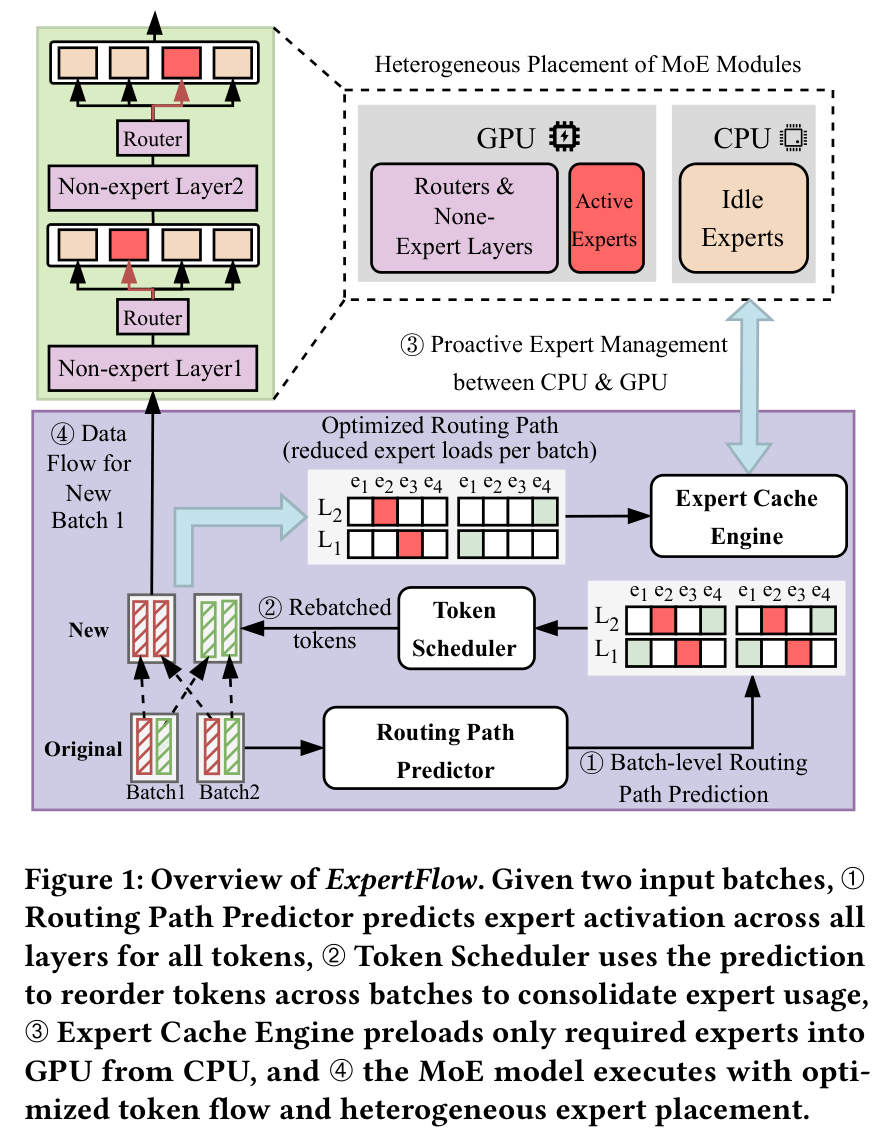 Heterogeneous Placement of MoE Modules
Router
Non-expert Layer2
Router
Non-expert Layer1
GPU
CPU
Routers &
None-
Expert Layers
Active
Experts
Idle
Experts
③ Proactive Expert Management
between CPU & GPU
④ Data
Flow for
New
Batch 1
Optimized Routing Path
(reduced expert loads per batch)
e1 e2 e3 e4 e1 e2 e3 e4
L2
L1
Expert Cache
Engine
New
② Rebatched
tokens
Token
Scheduler
e1 e2 e3 e4 e1 e2 e3 e4
L2
L1
Original
Batch1 Batch2
Routing Path
Predictor
① Batch-level Routing
Path Prediction
Figure 1: Overview of ExpertFlow. Given two input batches, ①
Routing Path Predictor predicts expert activation across all
layers for all tokens, ② Token Scheduler uses the prediction
to reorder tokens across batches to consolidate expert usage,
③ Expert Cache Engine preloads only required experts into
GPU from CPU, and ④ the MoE model executes with opti-
mized token flow and heterogeneous expert placement.